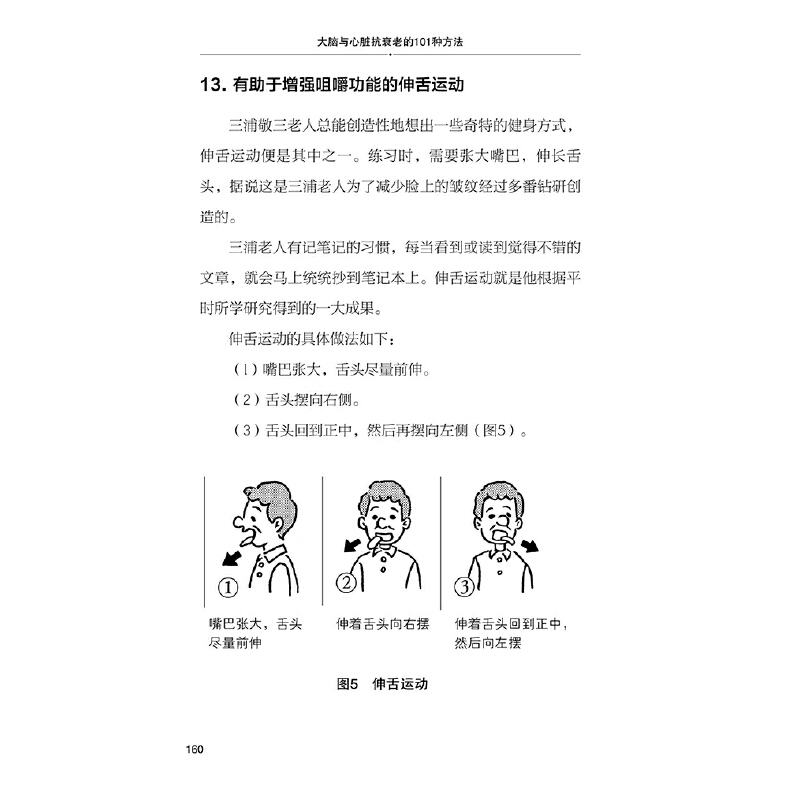 大脑与心脏抗衰老的101种方法
13. 有助于增强咀嚼功能的伸舌运动
三浦敬三老人总能创造性地想出一些奇特的健身方式，
伸舌运动便是其中之一。练习时，需要张大嘴巴，伸长舌
头，据说这是三浦老人为了减少脸上的皱纹经过多番钻研创
造的。
三浦老人有记笔记的习惯，每当看到或读到觉得不错的
文章，就会马上统统抄到笔记本上。伸舌运动就是他根据平
时所学研究得到的一大成果。
伸舌运动的具体做法如下：
（1）嘴巴张大，舌头尽量前伸。
（2）舌头摆向右侧。
（3）舌头回到正中，然后再摆向左侧（图5）。
① ② ③
嘴巴张大，舌头
尽量前伸
伸着舌头向右摆
伸着舌头回到正中，
然后向左摆
图5 伸舌运动
160